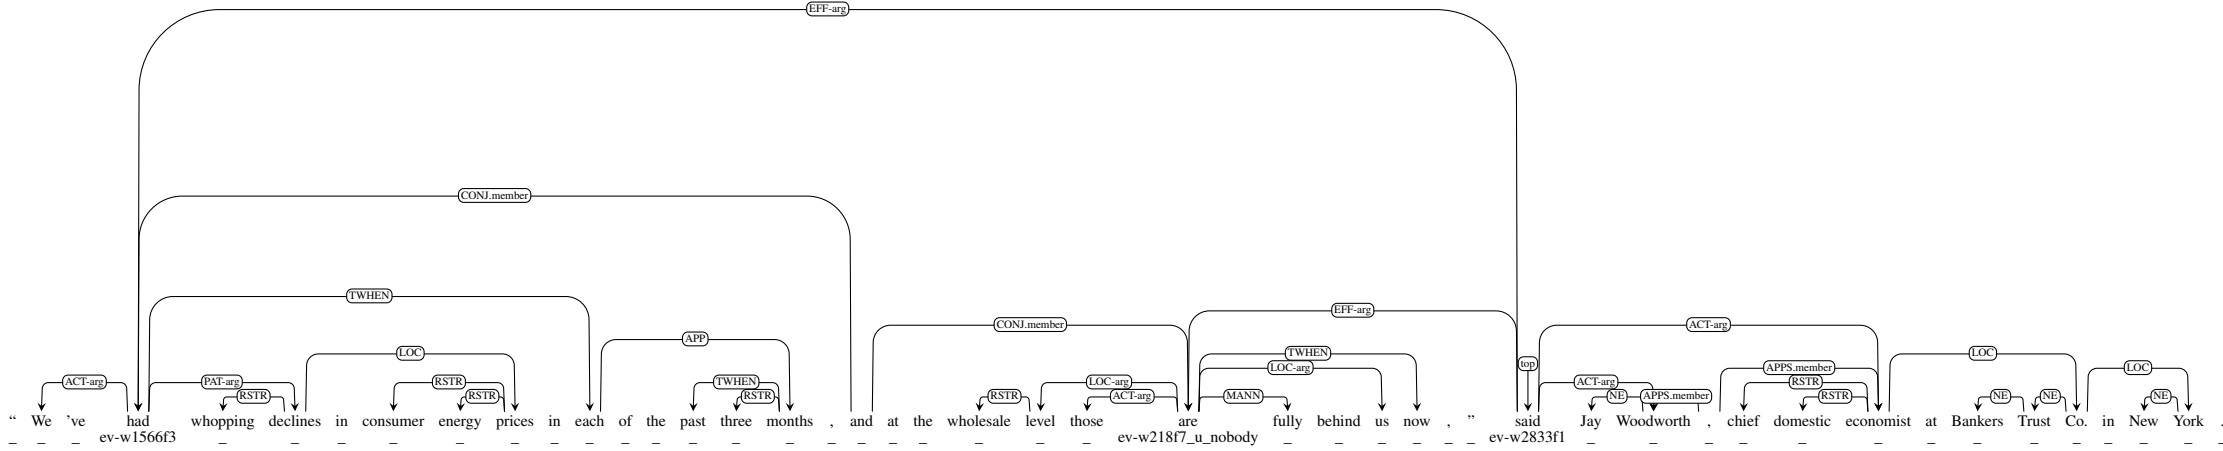 EFF-arg
CONJ.member
TWHEN
EFF-arg
CONJ.member ACT-arg
APP
LOC TWHEN LOC
LOC-arg top APPS.member LOC
ACT-arg PAT-arg RSTR TWHEN LOC-arg ACT-arg RSTR
RSTR RSTR RSTR RSTR ACT-arg MANN NE APPS.member RSTR NE NE NE
“ We ’ve had whopping declines in consumer energy prices in each of the past three months , and at the wholesale level those are fully behind us now , ” said Jay Woodworth , chief domestic economist at Bankers Trust Co. in New York .
_ _ _ ev-w1566f3 _ _ _ _ _ _ _ _ _ _ _ _ _ _ _ _ _ _ _ _ ev-w218f7_u_nobody _ _ _ _ _ _ ev-w2833f1 _ _ _ _ _ _ _ _ _ _ _ _ _ _